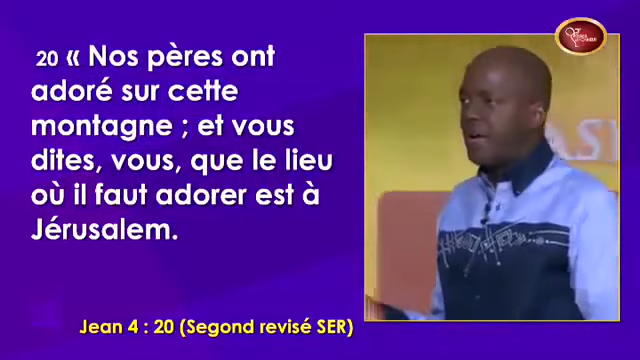 20 « Nos pères ont
adoré sur cette
montagne ; et vous
dites, vous, que le lieu
où il faut adorer est à
Jérusalem.
Jean 4 : 20 (Segond revisé SER)